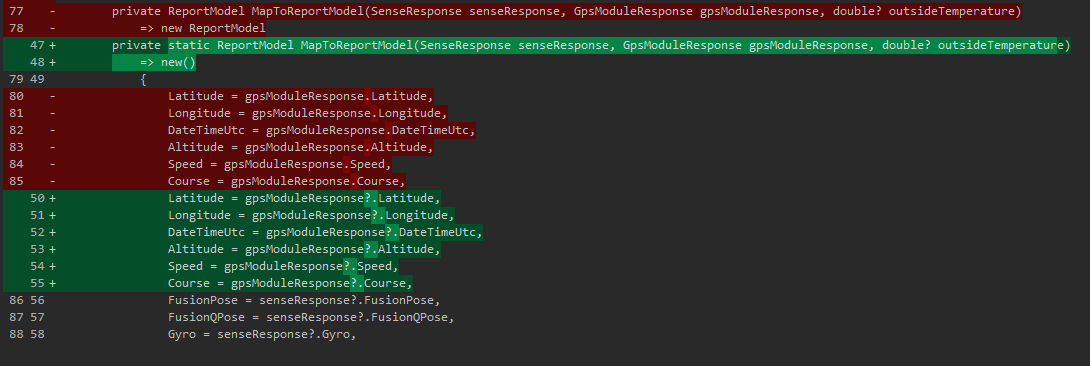 77 - private ReportModel MapToReportModel(SenseResponse senseResponse, GpsModuleResponse gpsModuleResponse, double? outsideTemperature)
78 - => new ReportModel
47 + private static ReportModel MapToReportModel(SenseResponse senseResponse, GpsModuleResponse gpsModuleResponse, double? outsideTemperature)
48 + => new()
79 49 {
80 - Latitude = gpsModuleResponse.Latitude,
81 - Longitude = gpsModuleResponse.Longitude,
82 - DateTimeUtc = gpsModuleResponse.DateTimeUtc,
83 - Altitude = gpsModuleResponse.Altitude,
84 - Speed = gpsModuleResponse.Speed,
85 - Course = gpsModuleResponse.Course,
50 + Latitude = gpsModuleResponse?.Latitude,
51 + Longitude = gpsModuleResponse?.Longitude,
52 + DateTimeUtc = gpsModuleResponse?.DateTimeUtc,
53 + Altitude = gpsModuleResponse?.Altitude,
54 + Speed = gpsModuleResponse?.Speed,
55 + Course = gpsModuleResponse?.Course,
86 56 FusionPose = senseResponse?.FusionPose,
87 57 FusionQPose = senseResponse?.FusionQPose,
88 58 Gyro = senseResponse?.Gyro,